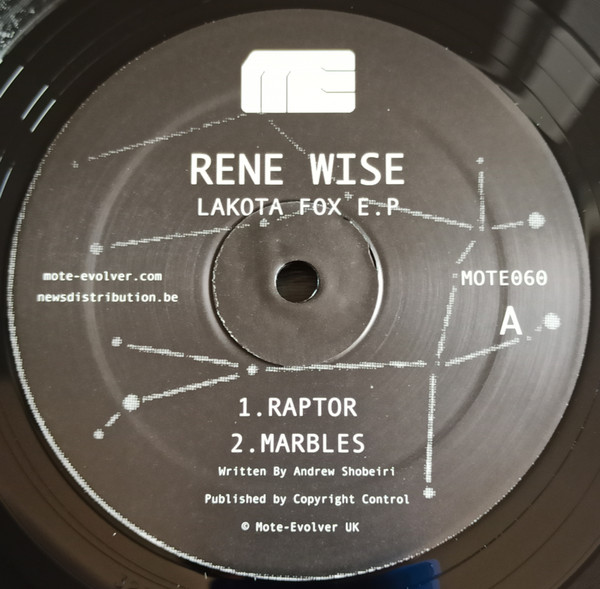 ME
RENE WISE
LAKOTA FOX E.P
mote-evolver.com
newsdistribution.be
MOTE060
A
1.RAPTOR
2.MARBLES
Written By Andrew Shobeiri
Published by Copyright Control
© Mote-Evolver UK